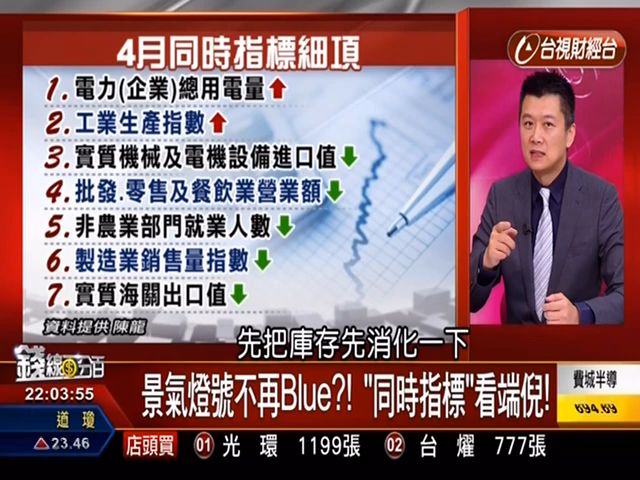 4月同時指標細項
台視財經台
1. 電力(企業)總用電量
2. 工業生產指數
3. 實質機械及電機設備進口值
4. 批發.零售及餐飲業營業額
5. 非農業部門就業人數
6. 製造業銷售量指數
7. 實質海關出口值
資料提供 陳龍
先把庫存先消化一下
錢線百分百
22:03:55
景氣燈號不再Blue?! "同時指標"看端倪!
費城半導
694.69
道瓊
23.46
店頭買 01 光環 1199張 02 台燿 777張